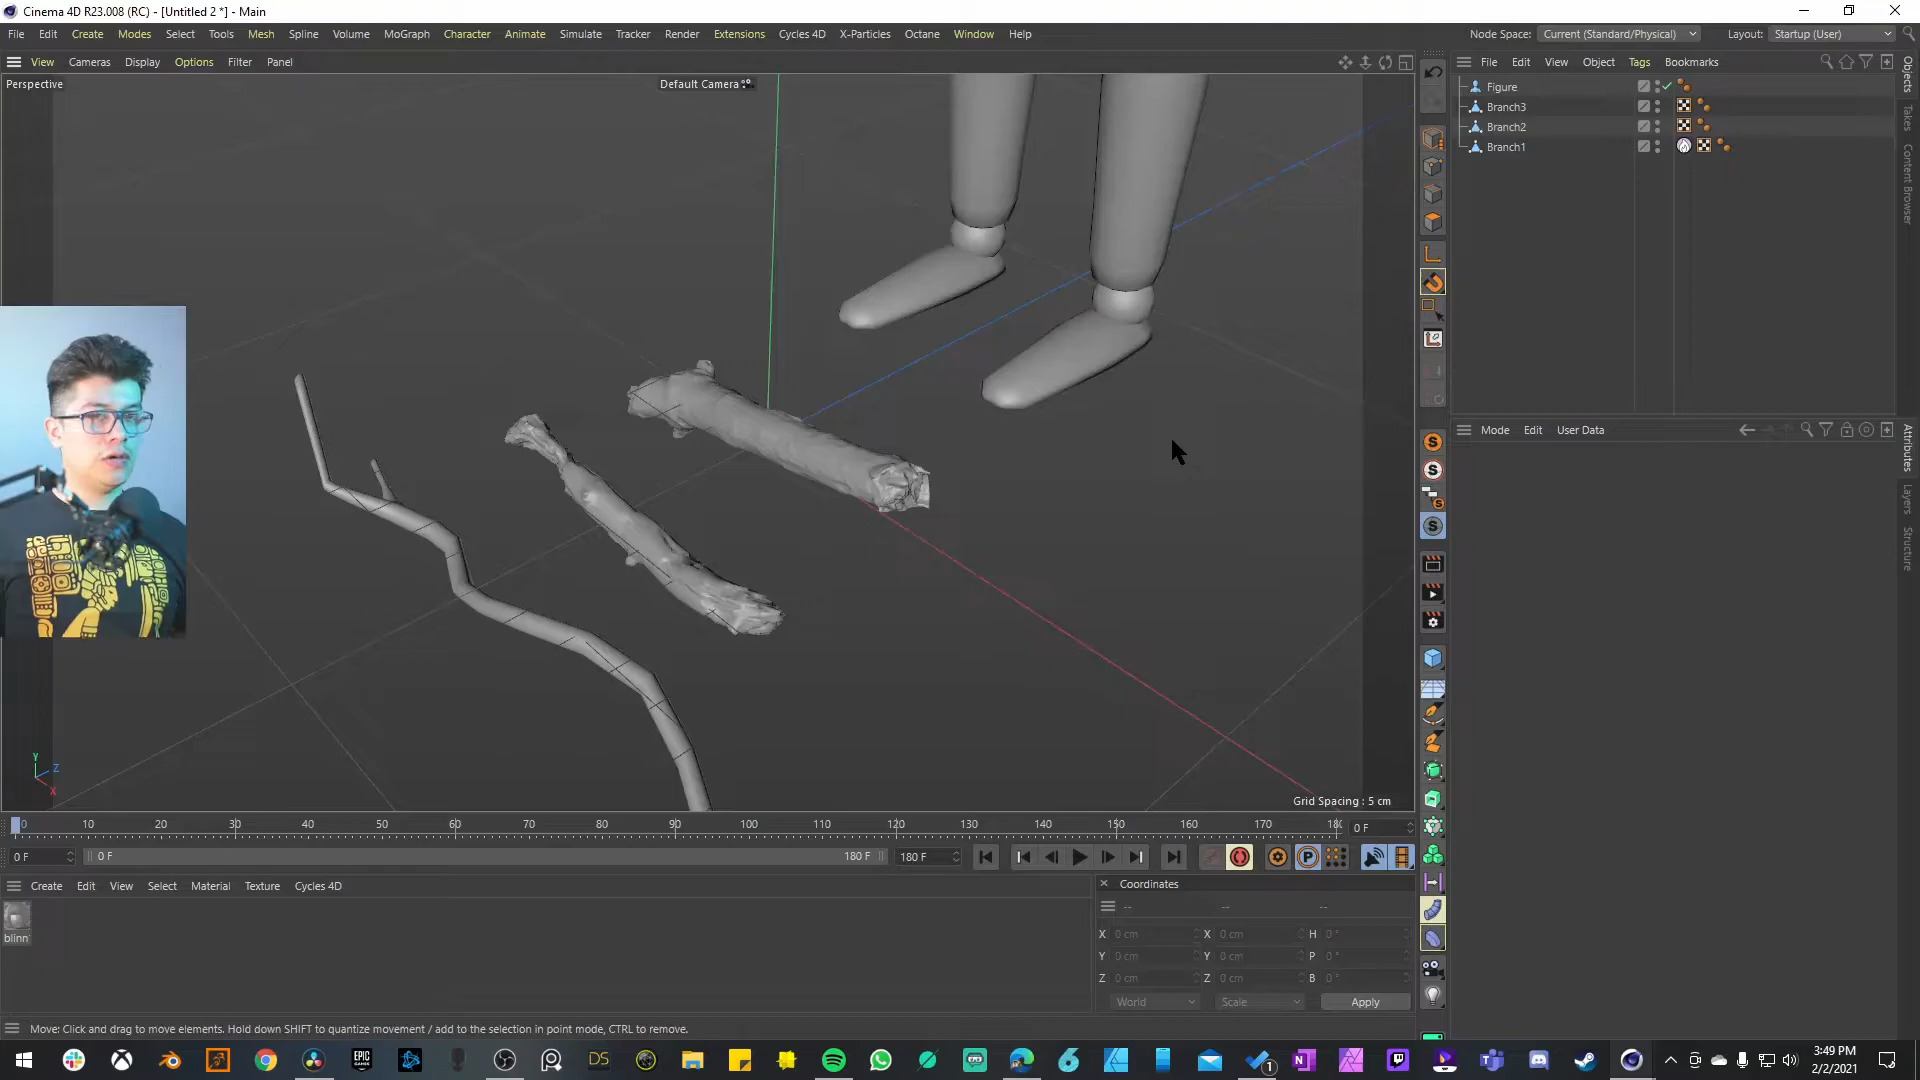 Cinema 4D R23.008 (RC) - [Untitled 2 *] - Main
File Edit Create Modes Select Tools Mesh Spline Volume MoGraph Character Animate Simulate Tracker Render Extensions Cycles 4D X-Particles Octane Window Help
Node Space: Current (Standard/Physical) Layout: Startup (User)
View Cameras Display Options Filter Panel
File Edit View Object Tags Bookmarks
Perspective
Default Camera
Figure
Branch3
Branch2
Branch1
Objects
Takes
Content Browser
Mode Edit User Data
Attributes
Layers
Structure
Y
Z
X
Grid Spacing : 5 cm
0 10 20 30 40 50 60 70 80 90 100 110 120 130 140 150 160 170 0 F
0 F 0 F 180 F 180 F
Create Edit View Select Material Texture Cycles 4D
Coordinates
-- -- --
X 0 cm X 0 cm H 0 °
Y 0 cm Y 0 cm P 0 °
Z 0 cm Z 0 cm B 0 °
World Scale Apply
blinn
Move: Click and drag to move elements. Hold down SHIFT to quantize movement / add to the selection in point mode, CTRL to remove.
3:49 PM
2/2/2021